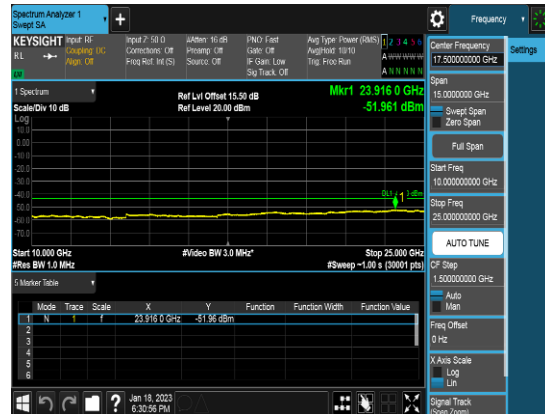 Spectrum Analyzer 1
Swept SA
Frequency
KEYSIGHT
RL
Input: RF
Coupling: DC
Align: Off
Input Z: 50 Ω
Corrections: Off
Freq Ref: Int (S)
#Atten: 16 dB
Preamp: Off
Source: Off
PNO: Fast
Gate: Off
IF Gain: Low
Sig Track: Off
Avg Type: Power (RMS)
Avg|Hold: 10/10
Trig: Free Run
1 2 3 4 5 6
A W W W W W
A N N N N N
1 Spectrum
Scale/Div 10 dB
Log
Ref Lvl Offset 15.50 dB
Ref Level 20.00 dBm
Mkr1 23.916 0 GHz
-51.961 dBm
10.0
0.00
-10.0
-20.0
-30.0
-40.0
-50.0
-60.0
-70.0
1
Start 10.000 GHz
#Res BW 1.0 MHz
#Video BW 3.0 MHz*
Stop 25.000 GHz
#Sweep ~1.00 s (30001 pts)
5 Marker Table
Mode Trace Scale X Y Function Function Width Function Value
1 N 1 f 23.916 0 GHz -51.96 dBm
2
3
4
5
6
Jan 18, 2023
6:30:56 PM
Center Frequency
17.500000000 GHz
Settings
Span
15.0000000 GHz
Swept Span
Zero Span
Full Span
Start Freq
10.000000000 GHz
Stop Freq
25.000000000 GHz
AUTO TUNE
CF Step
1.500000000 GHz
Auto
Man
Freq Offset
0 Hz
X Axis Scale
Log
Lin
Signal Track
(Span Zoom)